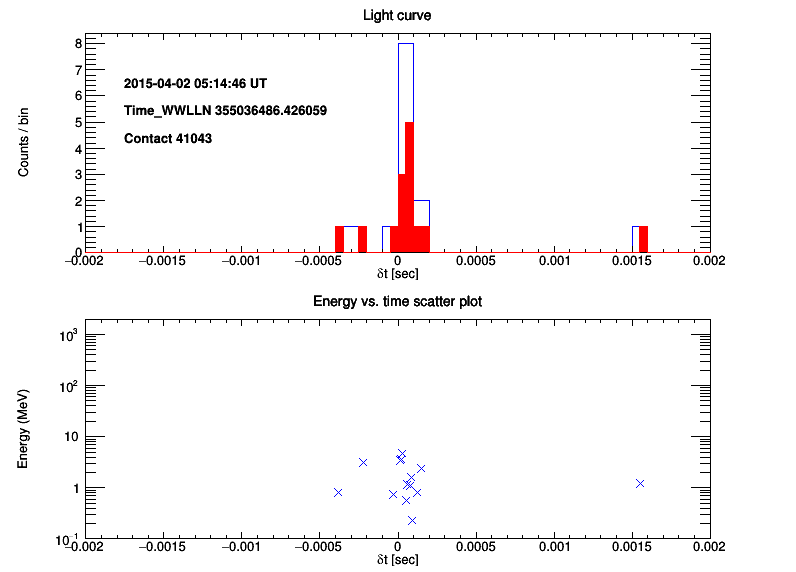 Light curve
Counts / bin
8
7
6
5
4
3
2
1
0
2015-04-02 05:14:46 UT
Time_WWLLN 355036486.426059
Contact 41043
−0.002 −0.0015 −0.001 −0.0005 0 0.0005 0.001 0.0015 0.002
δt [sec]
Energy vs. time scatter plot
Energy (MeV)
10³
10²
10
1
10⁻¹
−0.002 −0.0015 −0.001 −0.0005 0 0.0005 0.001 0.0015 0.002
δt [sec]